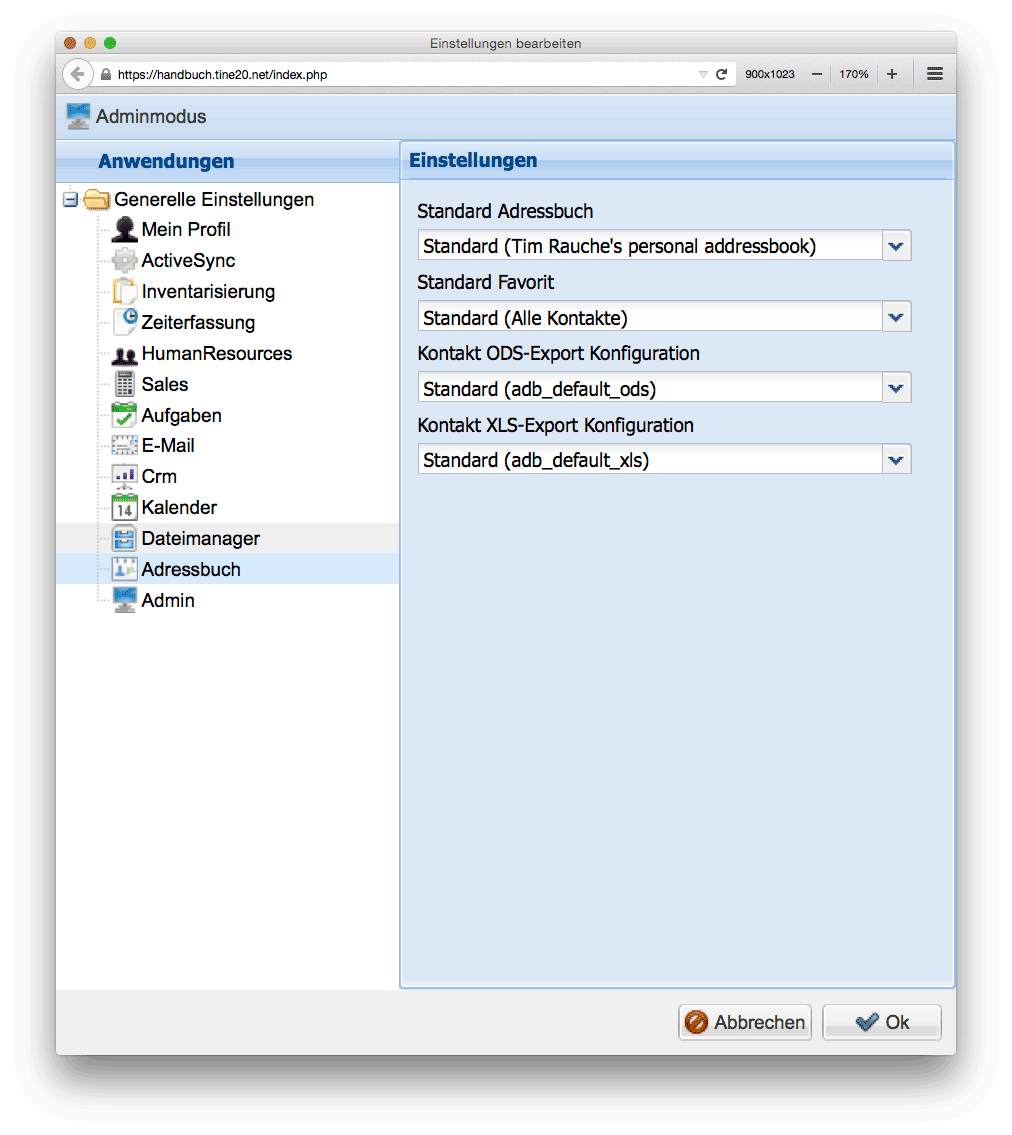 Einstellungen bearbeiten
https://handbuch.tine20.net/index.php 900x1023 170%
Adminmodus
Anwendungen
Generelle Einstellungen
Mein Profil
ActiveSync
Inventarisierung
Zeiterfassung
HumanResources
Sales
Aufgaben
E-Mail
Crm
14 Kalender
Dateimanager
Adressbuch
Admin
Einstellungen
Standard Adressbuch
Standard (Tim Rauche's personal addressbook)
Standard Favorit
Standard (Alle Kontakte)
Kontakt ODS-Export Konfiguration
Standard (adb_default_ods)
Kontakt XLS-Export Konfiguration
Standard (adb_default_xls)
Abbrechen Ok